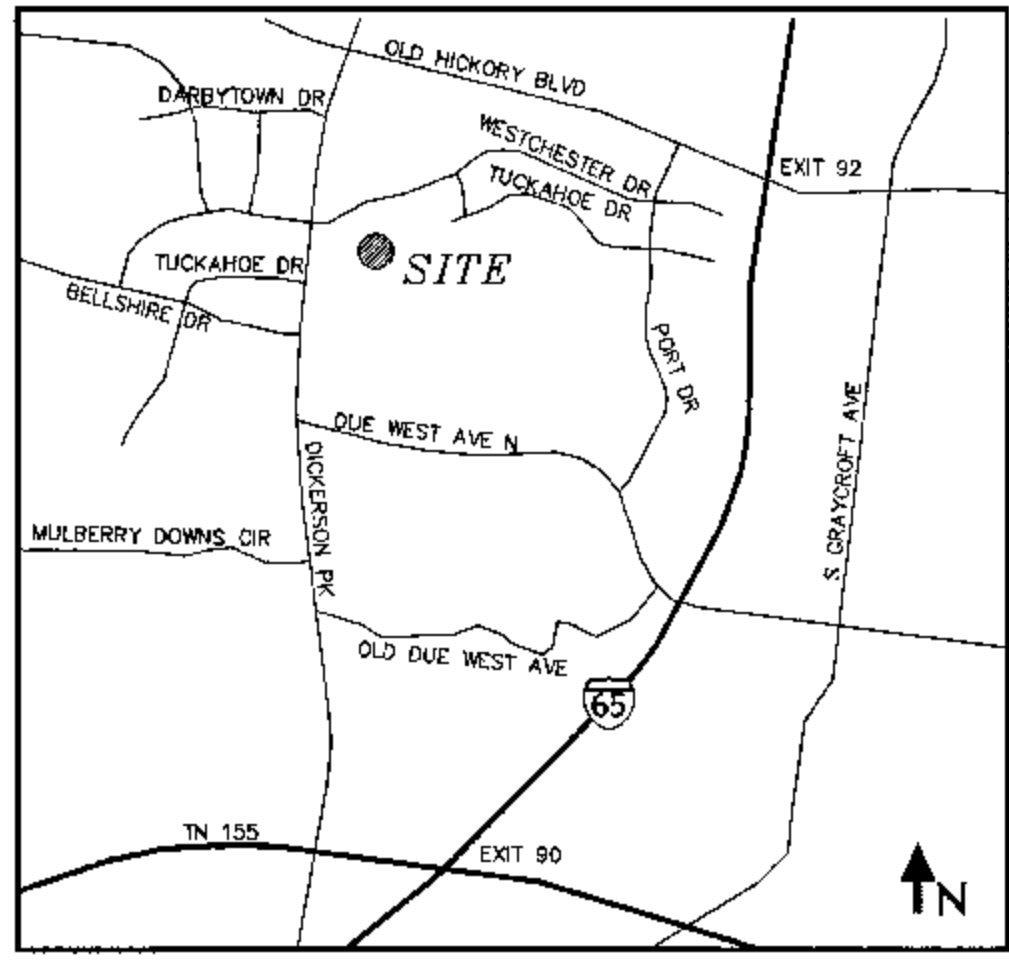 OLD HICKORY BLVD
DARBYTOWN DR
WESTCHESTER DR
EXIT 92
TUCKAHOE DR
TUCKAHOE DR
SITE
BELLSHIRE DR
PORT DR
DUE WEST AVE N
S GRAYCROFT AVE
DICKERSON PK
MULBERRY DOWNS CIR
OLD DUE WEST AVE
65
TN 155
EXIT 90
N